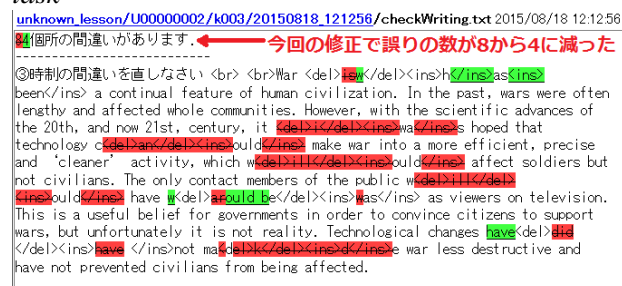 unknown_lesson/U00000002/k003/20150818_121256/checkWriting.txt 2015/08/18 12:12:56
84個所の間違いがあります. 今回の修正で誤りの数が8から4に減った
---------------------------
③時制の間違いを直しなさい <br> <br>War <del>isw</del><ins>h</ins>as<ins>
been</ins> a continual feature of human civilization. In the past, wars were often
lengthy and affected whole communities. However, with the scientific advances of
the 20th, and now 21st, century, it <del>i</del><ins>wa</ins>s hoped that
technology c<del>an</del><ins>ould</ins> make war into a more efficient, precise
and ‘cleaner’ activity, which w<del>ill</del><ins>ould</ins> affect soldiers but
not civilians. The only contact members of the public w<del>ill</del>
<ins>ould</ins> have w<del>arould be</del><ins>was</ins> as viewers on television.
This is a useful belief for governments in order to convince citizens to support
wars, but unfortunately it is not reality. Technological changes have<del>did
</del><ins>have </ins>not ma<del>k</del><ins>d</ins>e war less destructive and
have not prevented civilians from being affected.